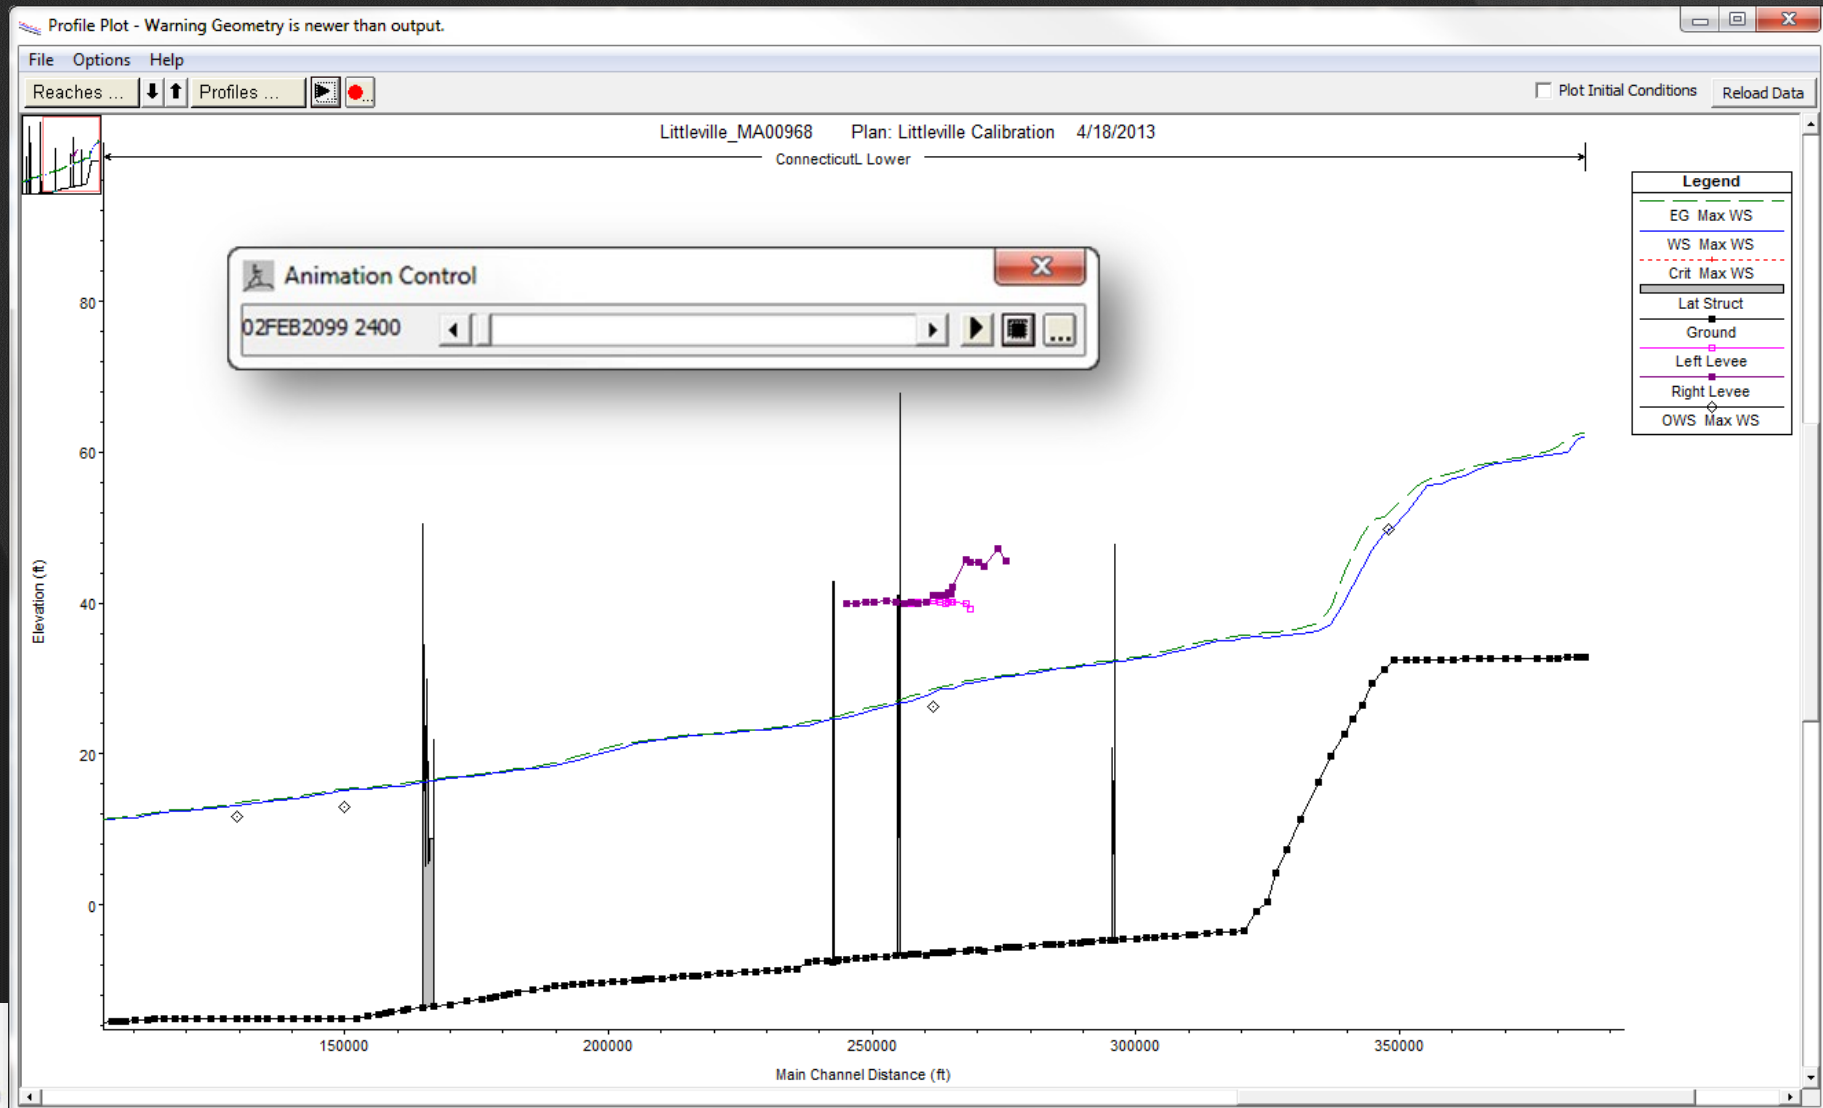 Profile Plot - Warning Geometry is newer than output.
File Options Help
Reaches ... Profiles ... Plot Initial Conditions Reload Data
Littleville_MA00968 Plan: Littleville Calibration 4/18/2013
ConnecticutL Lower
Legend
EG Max WS
WS Max WS
Crit Max WS
Lat Struct
Ground
Left Levee
Right Levee
OWS Max WS
Animation Control
02FEB2099 2400
...
80
60
40
20
0
Elevation (ft)
150000 200000 250000 300000 350000
Main Channel Distance (ft)